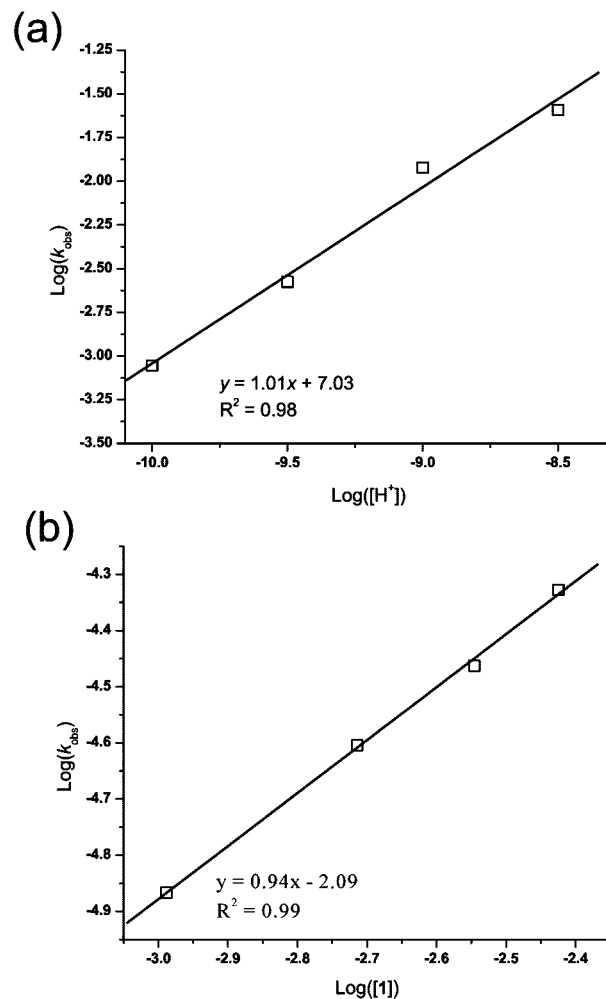 (a)
-1.25
-1.50
-1.75
-2.00
-2.25
-2.50
-2.75
-3.00
-3.25
-3.50
Log(k_obs)
y = 1.01x + 7.03
R² = 0.98
-10.0 -9.5 -9.0 -8.5
Log([H⁺])
(b)
-4.3
-4.4
-4.5
-4.6
-4.7
-4.8
-4.9
Log(k_obs)
y = 0.94x - 2.09
R² = 0.99
-3.0 -2.9 -2.8 -2.7 -2.6 -2.5 -2.4
Log([1])